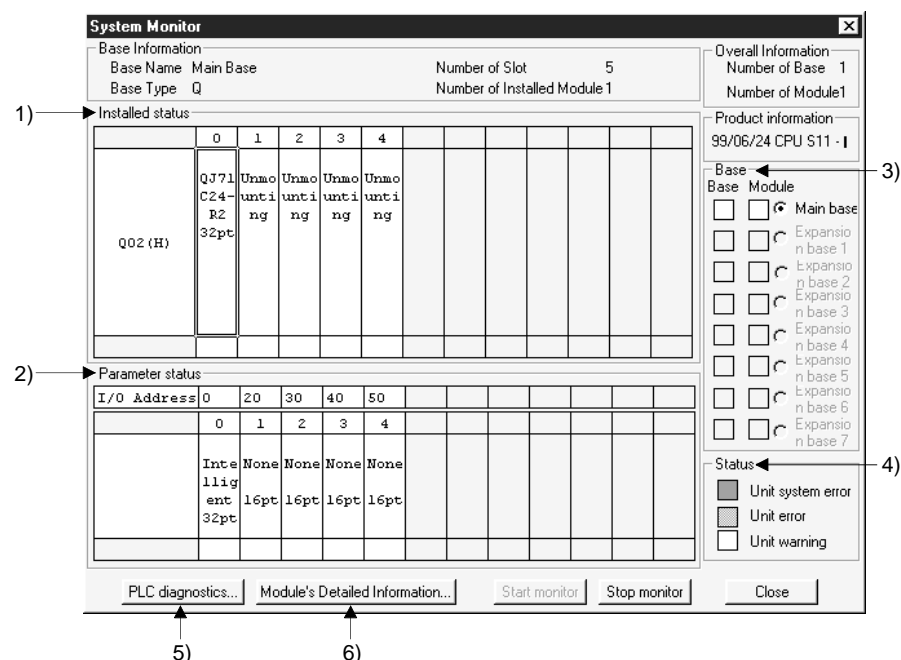 System Monitor
Base Information
Base Name Main Base Number of Slot 5
Base Type Q Number of Installed Module 1
Overall Information
Number of Base 1
Number of Module1
1)
Installed status
0 1 2 3 4
Q02(H)
QJ71
C24-
R2
32pt
Unmo
unti
ng
Unmo
unti
ng
Unmo
unti
ng
Unmo
unti
ng
Product information
99/06/24 CPU S11 -
3)
Base
Base Module
Main base
Expansio
n base 1
Expansio
n base 2
Expansio
n base 3
Expansio
n base 4
Expansio
n base 5
Expansio
n base 6
Expansio
n base 7
2)
Parameter status
I/O Address 0 20 30 40 50
0 1 2 3 4
Inte
llig
ent
32pt
None
16pt
None
16pt
None
16pt
None
16pt
4)
Status
Unit system error
Unit error
Unit warning
PLC diagnostics... Module's Detailed Information... Start monitor Stop monitor Close
5) 6)